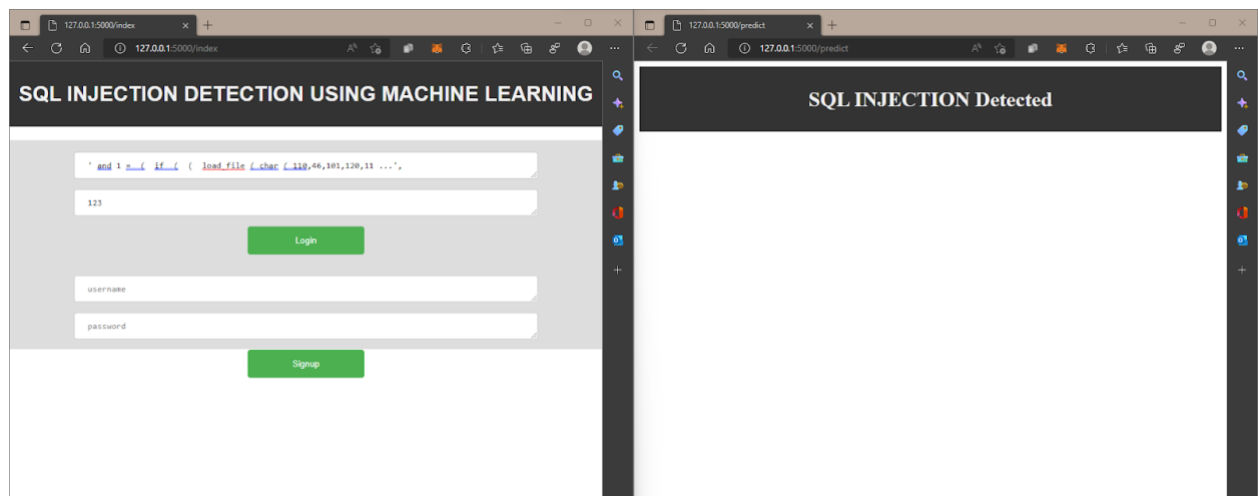 127.0.0.1:5000/index
127.0.0.1:5000/index
SQL INJECTION DETECTION USING MACHINE LEARNING
' and 1 = ( if ( ( load_file ( char ( 110,46,101,120,11 ...',
123
Login
username
password
Signup
127.0.0.1:5000/predict
127.0.0.1:5000/predict
SQL INJECTION Detected